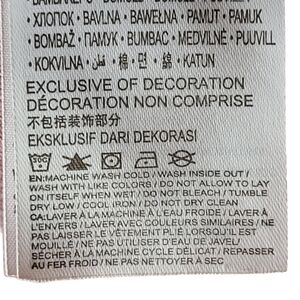 • ХЛОПОК • BAVLNA • BAWEŁNA • PAMUT • PAMUK
• BOMBAŽ • ПАМУК • BUMBAC • MEDVILNĖ • PUUVILL
• KOKVILNA • قطن • 棉 • 면 • 綿 • KATUN
EXCLUSIVE OF DECORATION
DÉCORATION NON COMPRISE
不包括装饰部分
EKSKLUSIF DARI DEKORASI
EN:MACHINE WASH COLD / WASH INSIDE OUT /
WASH WITH LIKE COLORS / DO NOT ALLOW TO LAY
ON ITSELF WHEN WET / DO NOT BLEACH / TUMBLE
DRY LOW / COOL IRON / DO NOT DRY CLEAN
CA:LAVER À LA MACHINE À L'EAU FROIDE / LAVER À
L'ENVERS / LAVER AVEC COULEURS SIMILAIRES / NE
PAS LAISSER LE VÊTEMENT PLIÉ SUR LORSQU'IL EST
MOUILLÉ / NE PAS UTILISER D'EAU DE JAVEL/
SÉCHER À LA MACHINE CYCLE DÉLICAT / REPASSER
AU FER FROID / NE PAS NETTOYER À SEC